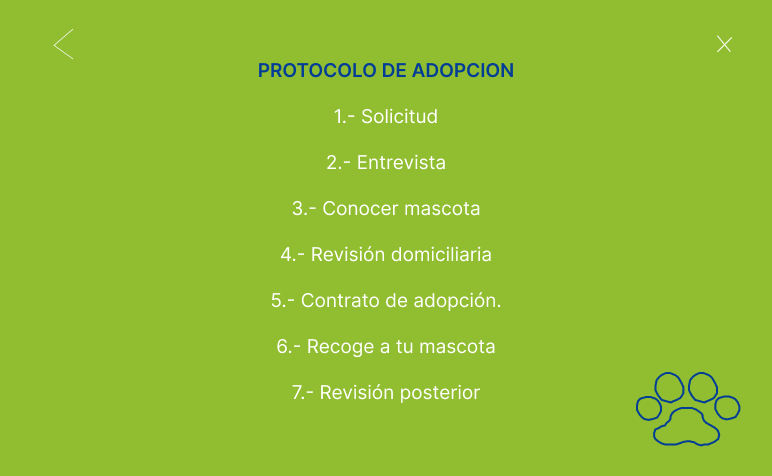 PROTOCOLO DE ADOPCION
1.- Solicitud
2.- Entrevista
3.- Conocer mascota
4.- Revisión domiciliaria
5.- Contrato de adopción.
6.- Recoge a tu mascota
7.- Revisión posterior